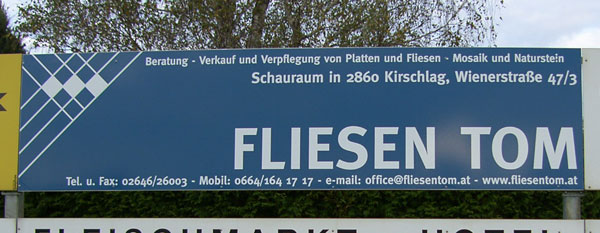 Beratung - Verkauf und Verpflegung von Platten und Fliesen - Mosaik und Naturstein
Schauraum in 2860 Kirschlag, Wienerstraße 47/3
FLIESEN TOM
Tel. u. Fax: 02646/26003 - Mobil: 0664/164 17 17 - e-mail: office@fliesentom.at - www.fliesentom.at